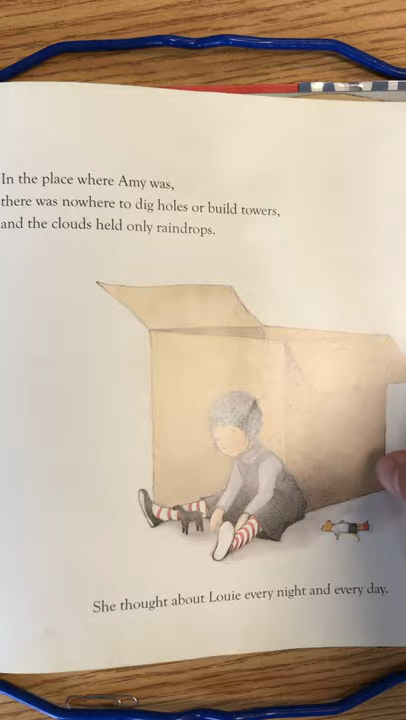 In the place where Amy was,
there was nowhere to dig holes or build towers,
and the clouds held only raindrops.
She thought about Louie every night and every day.